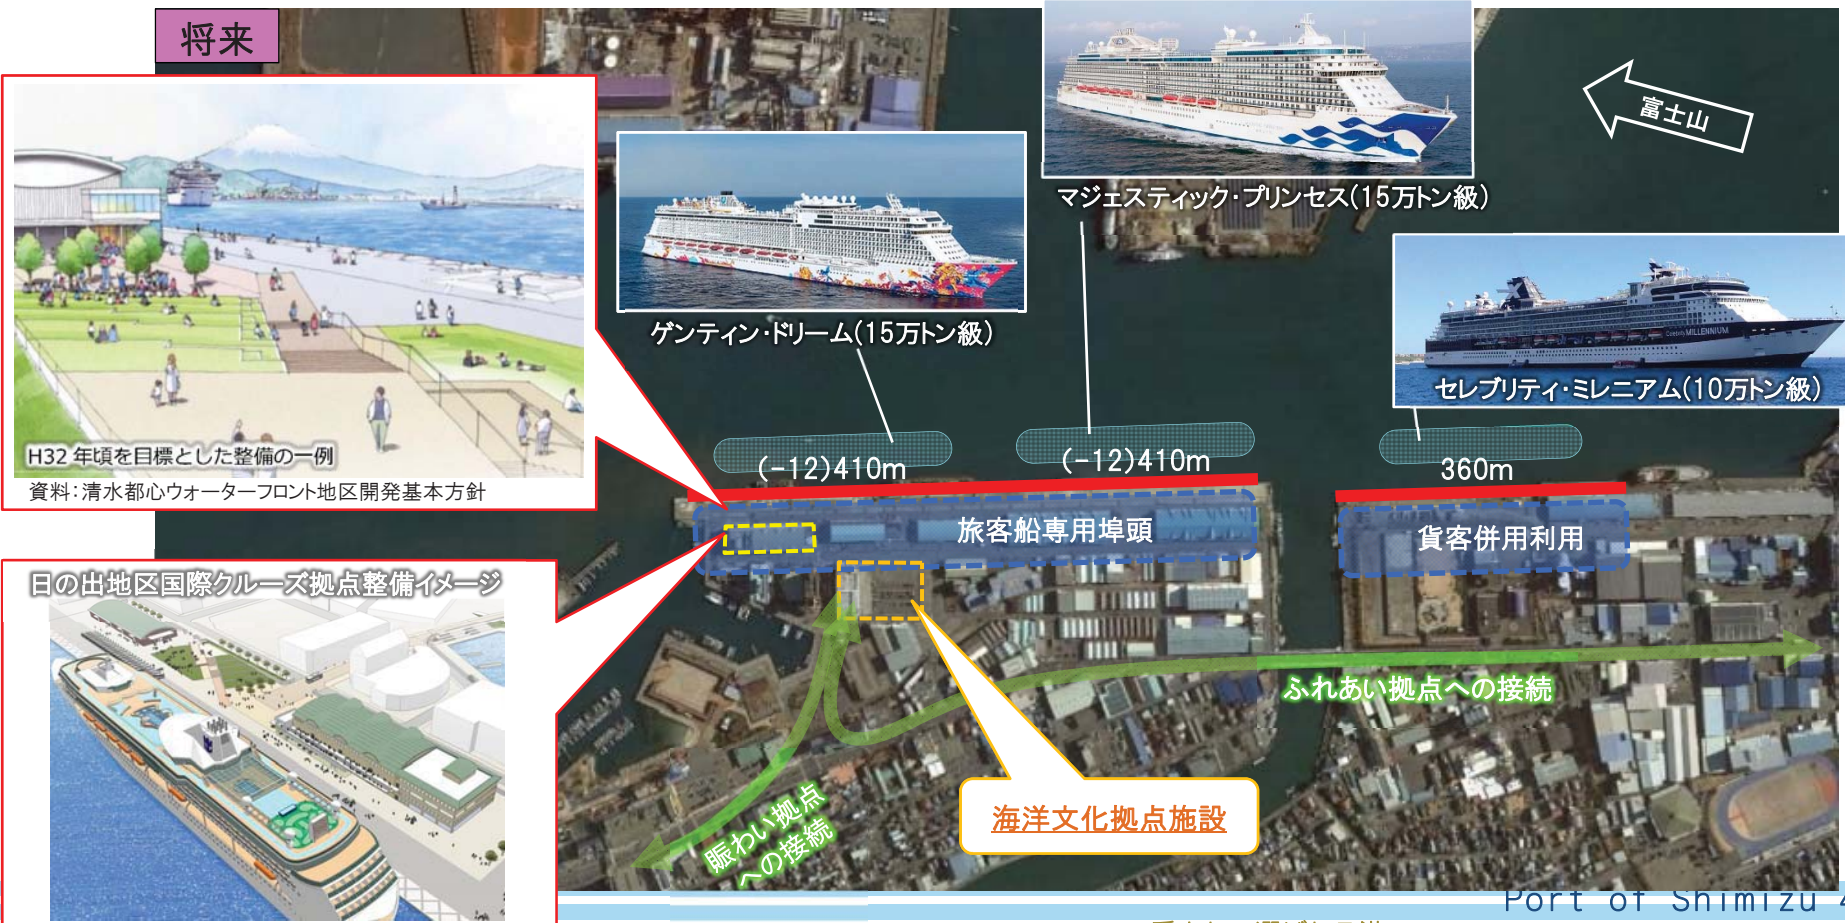 将来
富士山
マジェスティック・プリンセス(15万トン級)
ゲンティン・ドリーム(15万トン級)
Celebrity MILLENNIUM
セレブリティ・ミレニアム(10万トン級)
H32 年頃を目標とした整備の一例
資料:清水都心ウォーターフロント地区開発基本方針
(-12)410m
(-12)410m
360m
旅客船専用埠頭
貨客併用利用
日の出地区国際クルーズ拠点整備イメージ
ふれあい拠点への接続
賑わい拠点
への接続
海洋文化拠点施設
Port of Shimizu